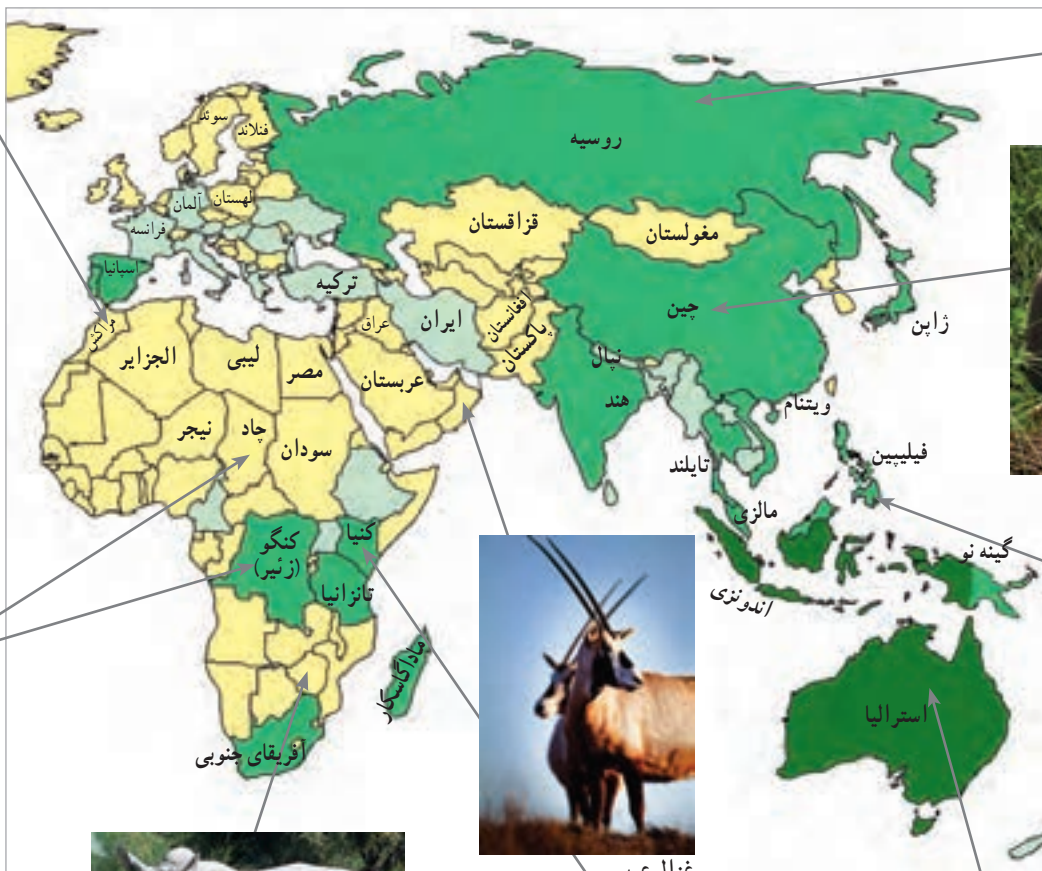 سوئد
فنلاند
روسیه
آلمان
لهستان
فرانسه
قزاقستان
مغولستان
اسپانیا
ترکیه
چین
ایران
افغانستان
ژاپن
عراق
پاکستان
مراکش
الجزایر
لیبی
مصر
عربستان
نپال
هند
ویتنام
نیجر
چاد
سودان
تایلند
فیلیپین
مالزی
کنیا
کنگو
(زئیر)
گینه نو
تانزانیا
اندونزی
ماداگاسکار
استرالیا
افریقای جنوبی